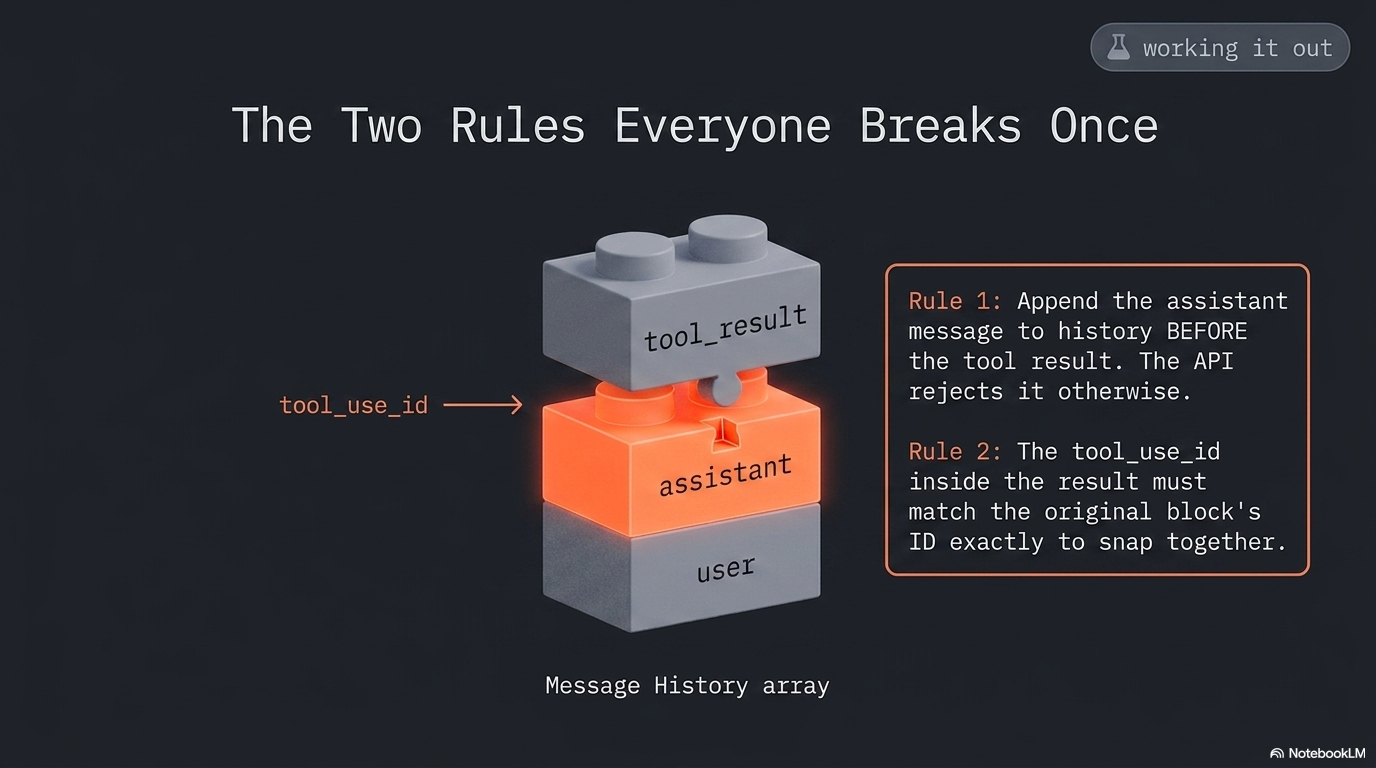 working it out
The Two Rules Everyone Breaks Once
tool_result
tool_use_id
assistant
user
Rule 1: Append the assistant
message to history BEFORE
the tool result. The API
rejects it otherwise.
Rule 2: The tool_use_id
inside the result must
match the original block's
ID exactly to snap together.
Message History array
NotebookLM